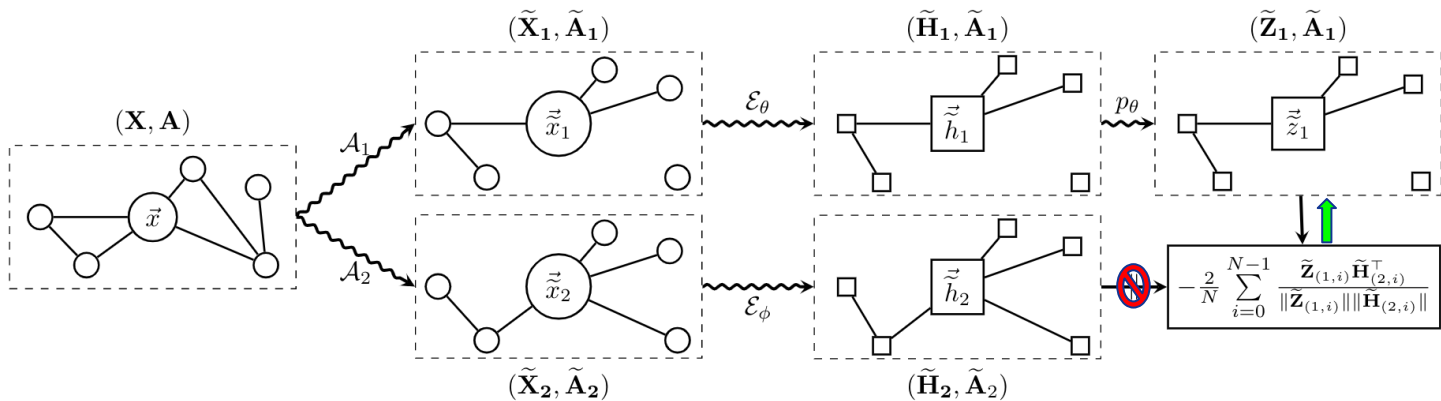 (X, A)
x⃗
𝒜₁
𝒜₂
(X̃₁, Ã₁)
x̃⃗₁
x̃⃗₂
(X̃₂, Ã₂)
ℰ_θ
ℰ_ϕ
(H̃₁, Ã₁)
h̃⃗₁
h̃⃗₂
(H̃₂, Ã₂)
p_θ
(Z̃₁, Ã₁)
z̃⃗₁
− 2/N ∑_{i=0}^{N−1} Z̃_(1,i) H̃_(2,i)^⊤ / ‖Z̃_(1,i)‖‖H̃_(2,i)‖